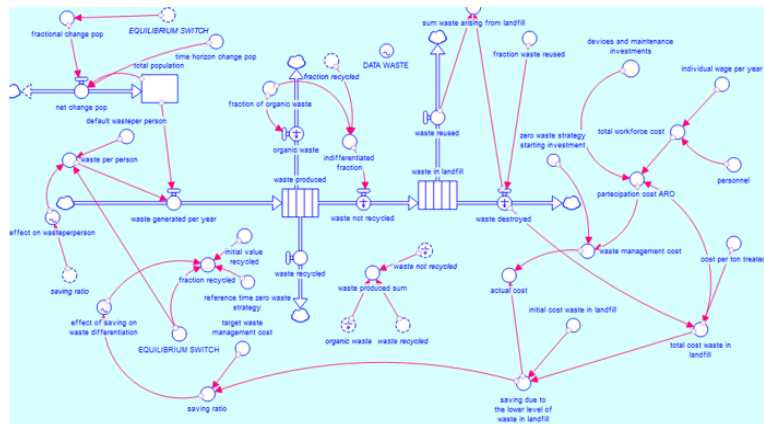 sum waste arising from landfill
EQUILIBRIUM SWITCH
fractional change pop
time horizon change pop
total population
net change pop
default wasteper person
waste per person
waste generated per year
effect on wasteperperson
saving ratio
fraction recycled
fraction of organic waste
organic waste
indifferentiated
fraction
DATA WASTE
waste produced
waste not recycled
waste recycled
waste reused
waste in landfill
fraction waste reused
waste destroyed
devices and maintenance
investments
individual wage per year
zero waste strategy
starting investment
total workforce cost
personnel
partecipation cost ARO
waste management cost
cost per ton treated
actual cost
initial cost waste in landfill
total cost waste in
landfill
saving due to
the lower level of
waste in landfill
initial value
recycled
fraction recycled
reference time zero waste
strategy
effect of saving on
waste differentiation
EQUILIBRIUM SWITCH
target waste
management cost
saving ratio
waste not recycled
waste produced sum
organic waste
waste recycled